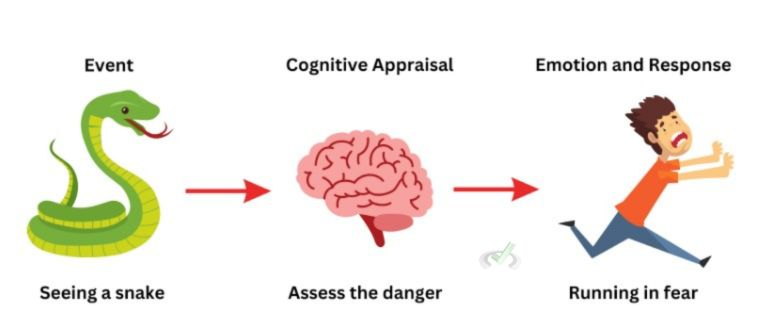 Event
Cognitive Appraisal
Emotion and Response
Seeing a snake
Assess the danger
Running in fear